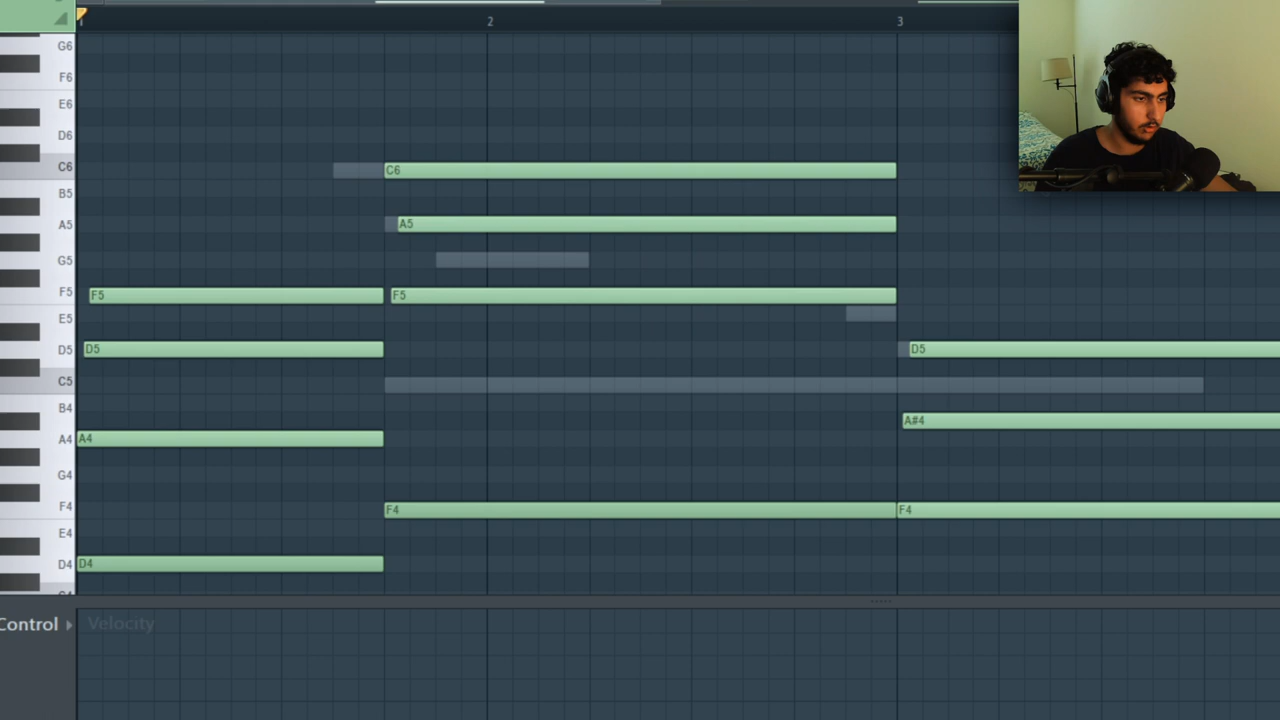 2 3
G6
F6
E6
D6
C6 C6
B5
A5 A5
G5
F5 F5 F5
E5
D5 D5 D5
C5
B4
A#4
A4 A4
G4
F4 F4 F4
E4
D4 D4
Control Velocity